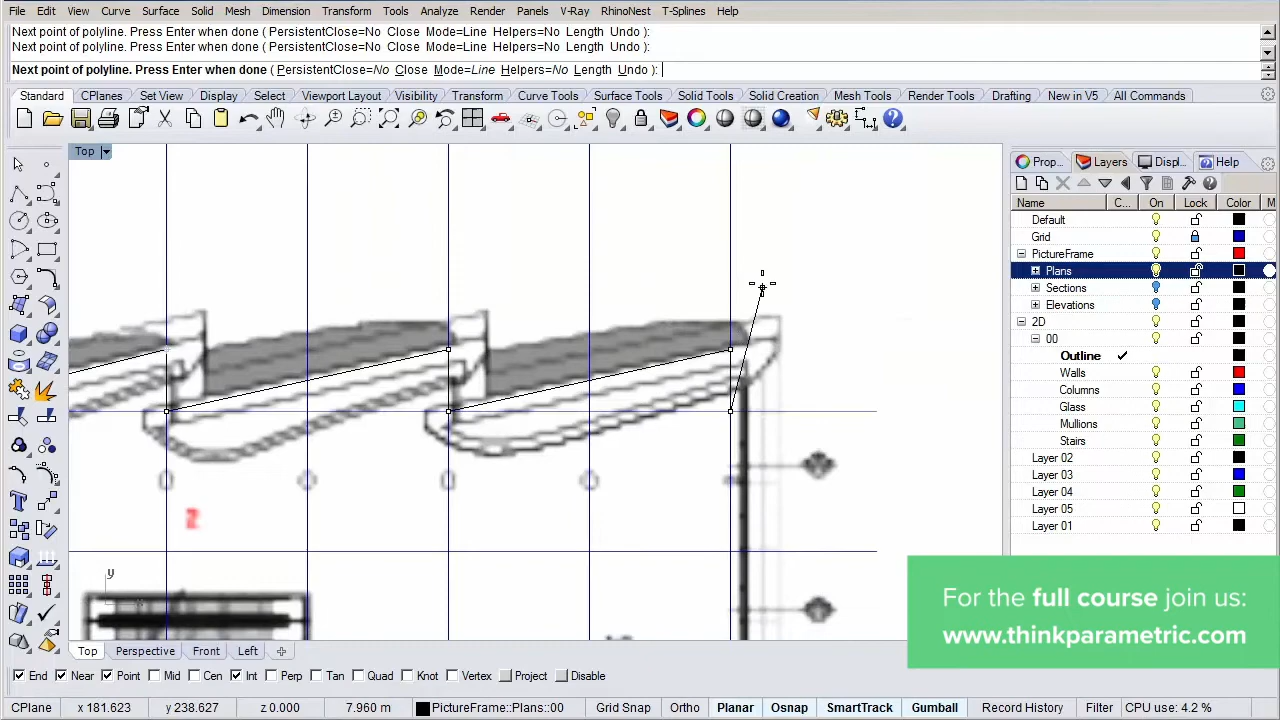 File Edit View Curve Surface Solid Mesh Dimension Transform Tools Analyze Render Panels V-Ray RhinoNest T-Splines Help
Next point of polyline. Press Enter when done ( PersistentClose=No Close Mode=Line Helpers=No Length Undo ):
Next point of polyline. Press Enter when done ( PersistentClose=No Close Mode=Line Helpers=No Length Undo ):
Next point of polyline. Press Enter when done ( PersistentClose=No Close Mode=Line Helpers=No Length Undo ):
Standard CPlanes Set View Display Select Viewport Layout Visibility Transform Curve Tools Surface Tools Solid Tools Solid Creation Mesh Tools Render Tools Drafting New in V5 All Commands
Top
Prop... Layers Displ... Help
Name C... On Lock Color M
Default
Grid
PictureFrame
Plans
Sections
Elevations
2D
00
Outline
Walls
Columns
Glass
Mullions
Stairs
Layer 02
Layer 03
Layer 04
Layer 05
Layer 01
z
y
For the full course join us:
www.thinkparametric.com
Top Perspective Front Left
End Near Point Mid Cen Int Perp Tan Quad Knot Vertex Project Disable
CPlane x 181.623 y 238.627 z 0.000 7.960 m PictureFrame::Plans::00 Grid Snap Ortho Planar Osnap SmartTrack Gumball Record History Filter CPU use: 4.2 %